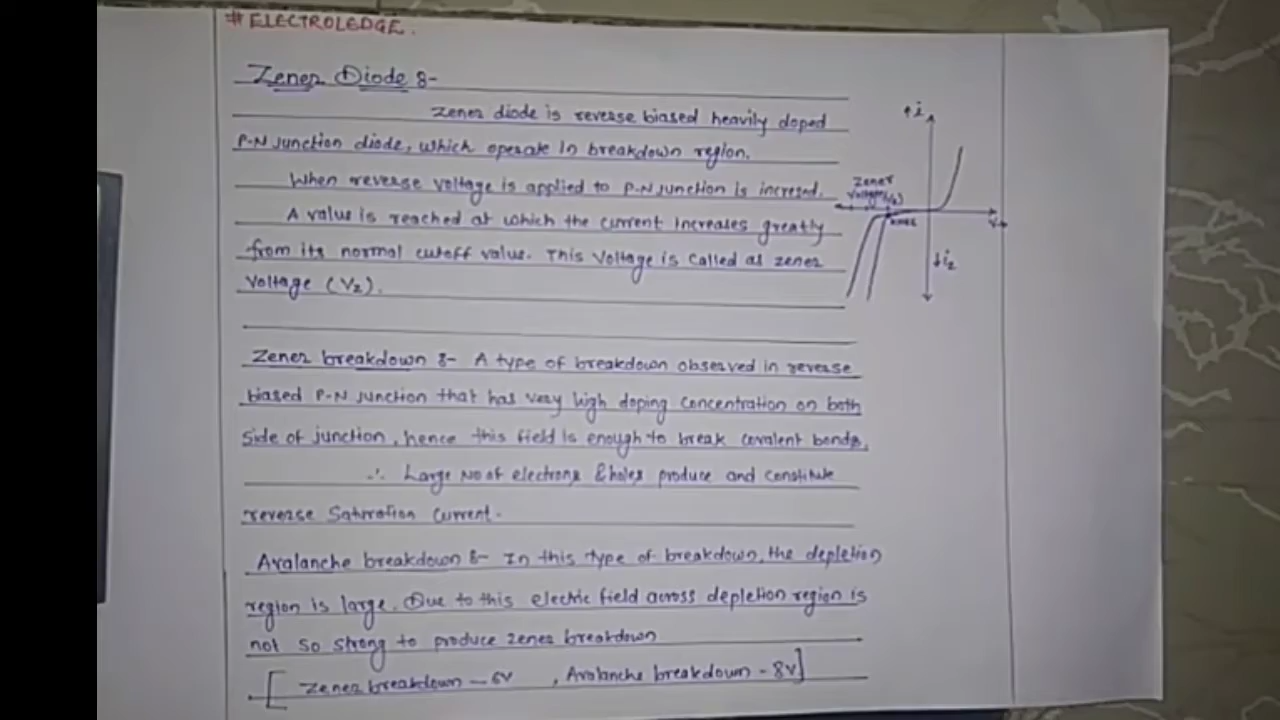 #ELECTROLEDGE.
Zener Diode :-
Zener diode is reverse biased heavily doped
P-N junction diode, which operate in breakdown region.
When reverse voltage is applied to P-N junction is incresed.
A value is reached at which the current increases greatly
from its normal cutoff value. This Voltage is called as zener
Voltage (Vz).
Zener breakdown :- A type of breakdown observed in reverse
biased P-N junction that has very high doping concentration on both
side of junction, hence this field is enough to break covalent bonds,
∴ Large No of electrons & holes produce and constitute
reverse Saturation current.
Avalanche breakdown :- In this type of breakdown, the depletion
region is large. Due to this electric field across depletion region is
not so strong to produce zener breakdown
[ Zener breakdown - 6V , Avalanche breakdown - 8V]
+i
Zener
Voltage(Vz)
knee
V+
↓iz